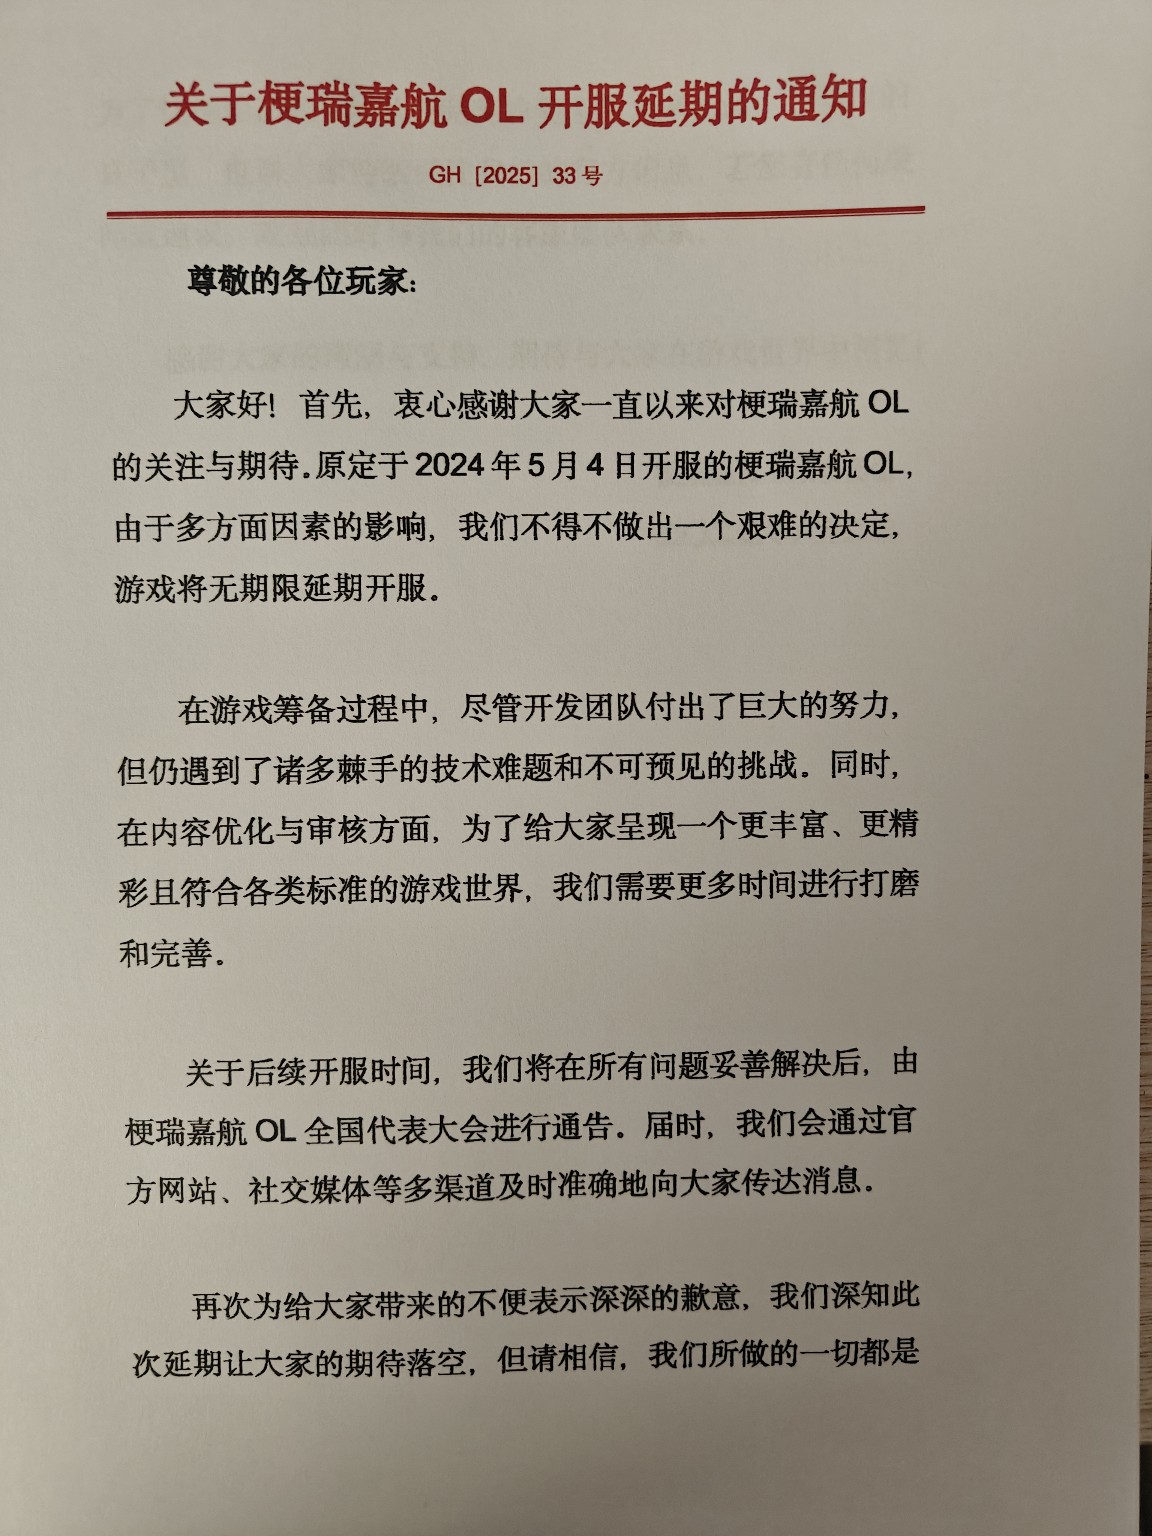 关于梗瑞嘉航 OL 开服延期的通知
GH [2025] 33 号
尊敬的各位玩家：
大家好！首先，衷心感谢大家一直以来对梗瑞嘉航 OL
的关注与期待。原定于 2024 年 5 月 4 日开服的梗瑞嘉航 OL，
由于多方面因素的影响，我们不得不做出一个艰难的决定，
游戏将无期限延期开服。
在游戏筹备过程中，尽管开发团队付出了巨大的努力，
但仍遇到了诸多棘手的技术难题和不可预见的挑战。同时，
在内容优化与审核方面，为了给大家呈现一个更丰富、更精
彩且符合各类标准的游戏世界，我们需要更多时间进行打磨
和完善。
关于后续开服时间，我们将在所有问题妥善解决后，由
梗瑞嘉航 OL 全国代表大会进行通告。届时，我们会通过官
方网站、社交媒体等多渠道及时准确地向大家传达消息。
再次为给大家带来的不便表示深深的歉意，我们深知此
次延期让大家的期待落空，但请相信，我们所做的一切都是